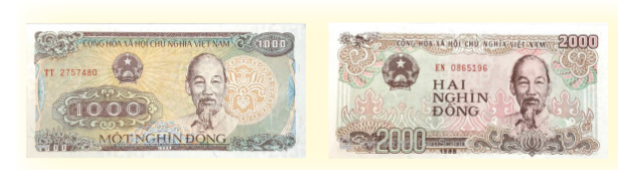 CỘNG HÒA XÃ HỘI CHỦ NGHĨA VIỆT NAM
1000
TT 2757480
1000
MỘT NGHÌN ĐỒNG
CỘNG HÒA XÃ HỘI CHỦ NGHĨA VIỆT NAM
2000
EN 0865196
HAI
NGHÌN
ĐỒNG
2000
1988